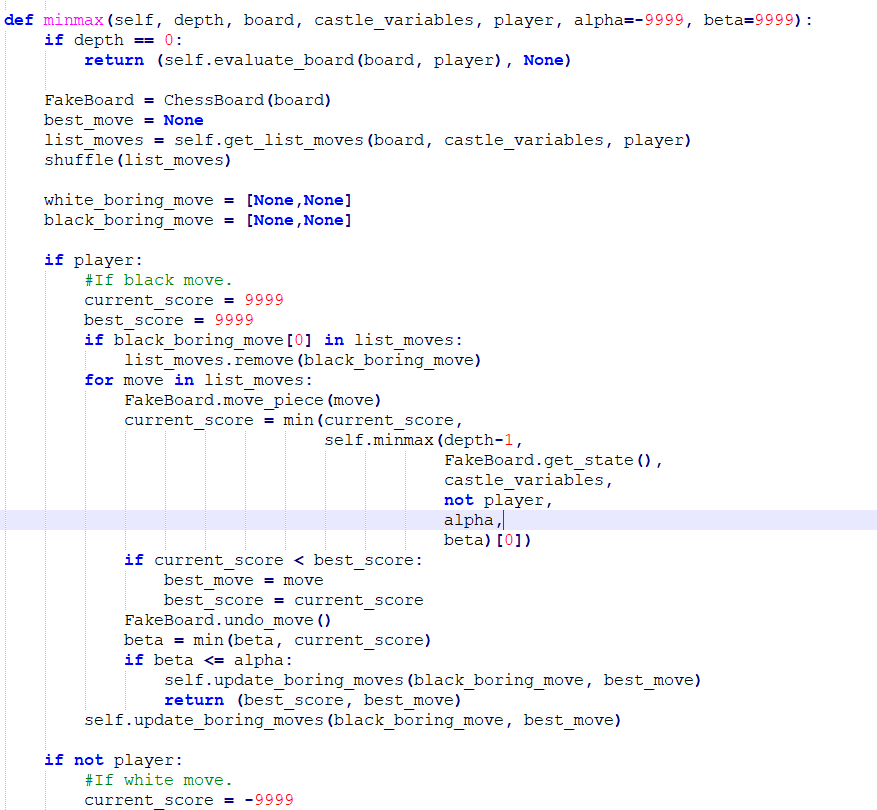 def minmax(self, depth, board, castle_variables, player, alpha=-9999, beta=9999):
    if depth == 0:
        return (self.evaluate_board(board, player), None)

    FakeBoard = ChessBoard(board)
    best_move = None
    list_moves = self.get_list_moves(board, castle_variables, player)
    shuffle(list_moves)

    white_boring_move = [None,None]
    black_boring_move = [None,None]

    if player:
        #If black move.
        current_score = 9999
        best_score = 9999
        if black_boring_move[0] in list_moves:
            list_moves.remove(black_boring_move)
        for move in list_moves:
            FakeBoard.move_piece(move)
            current_score = min(current_score,
                                self.minmax(depth-1,
                                            FakeBoard.get_state(),
                                            castle_variables,
                                            not player,
                                            alpha,
                                            beta)[0])
            if current_score < best_score:
                best_move = move
                best_score = current_score
            FakeBoard.undo_move()
            beta = min(beta, current_score)
            if beta <= alpha:
                self.update_boring_moves(black_boring_move, best_move)
                return (best_score, best_move)
        self.update_boring_moves(black_boring_move, best_move)

    if not player:
        #If white move.
        current_score = -9999